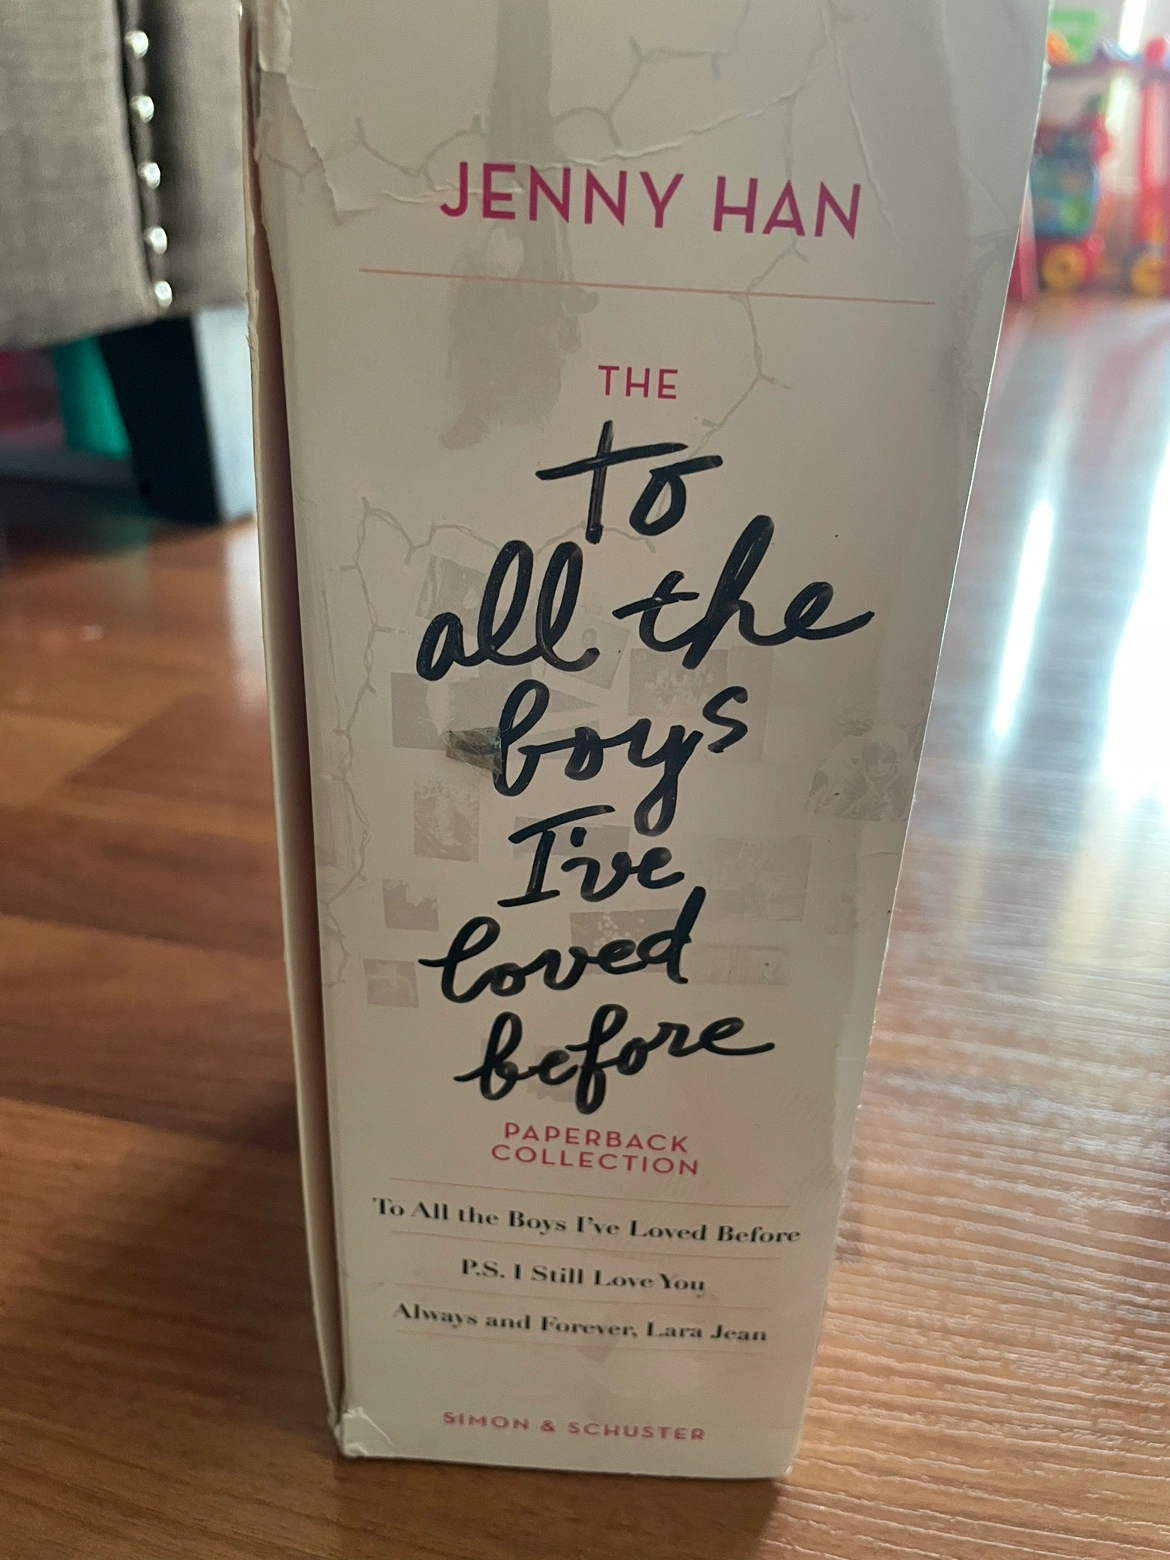 JENNY HAN
THE
to
all the
boys
I've
loved
before
PAPERBACK
COLLECTION
To All the Boys I've Loved Before
P.S. I Still Love You
Always and Forever, Lara Jean
SIMON & SCHUSTER